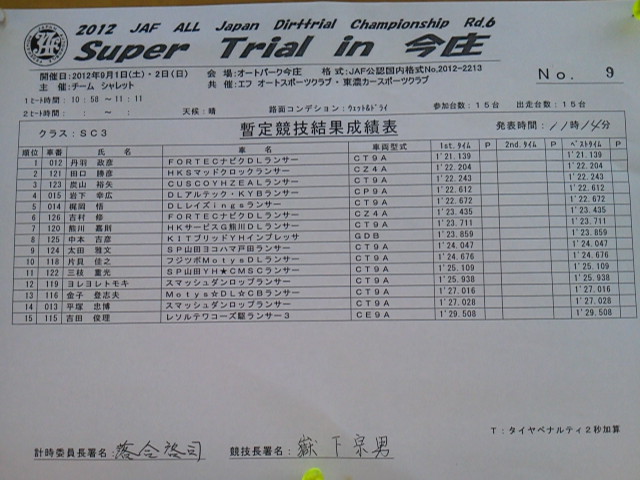 2012 JAF ALL Japan Dirttrial Championship Rd.6
Super Trial in 今庄
開催日:2012年9月1日(土)・2日(日) 会 場:オートパーク今庄 格 式:JAF公認国内格式No,2012-2213
主 催:チーム シャレット 共 催:エフ オートスポーツクラブ・東濃カースポーツクラブ
No. 9
1ヒート時間:10:58~11:11
2ヒート時間: : ~ : 天候:晴 路面コンデション:ウェット&ドライ 参加台数:15台 出走台数:15台
クラス:SC3 暫定競技結果成績表 発表時間:11時14分
順位 車番 氏 名 車 名 車両型式 1st.タイム P 2nd.タイム P ベストタイム P
1 012 丹羽 政彦 FORTECナビクDLランサー CT9A 1'21.139 1'21.139
2 121 田口 勝彦 HKSマッドクロックランサー CZ4A 1'22.204 1'22.204
3 123 炭山 裕矢 CUSCOYHZEALランサー CT9A 1'22.243 1'22.243
4 015 岩下 幸広 DLアルテック・KYBランサー CP9A 1'22.612 1'22.612
5 014 梶岡 悟 DLレイズingsランサー CT9A 1'22.672 1'22.672
6 126 吉村 修 FORTECナビクDLランサー CZ4A 1'23.435 1'23.435
7 120 熊川 嘉則 HKサービスG熊川DLランサー CT9A 1'23.711 1'23.711
8 125 中本 吉彦 KITブリッドYHインプレッサ GDB 1'23.859 1'23.859
9 124 太田 雅文 SP山田ヨコハマ戸田ランサー CT9A 1'24.047 1'24.047
10 118 片貝 佳之 フジツボMotysDLランサー CT9A 1'24.676 1'24.676
11 122 三枝 重光 SP山田YH★CMSCランサー CT9A 1'25.109 1'25.109
12 119 ヨレヨレトモキ スマッシュダンロップランサー CT9A 1'25.938 1'25.938
13 116 金子 登志夫 Motys☆DL☆CBランサー CT9A 1'27.016 1'27.016
14 013 平塚 忠博 スマッシュダンロップランサー CT9A 1'27.028 1'27.028
15 115 吉田 俊理 レソルテワコーズ駆ランサー3 CE9A 1'29.508 1'29.508
T:タイヤペナルティ2秒加算
計時委員長署名: 落合啓司 競技長署名: 嶽下宗男